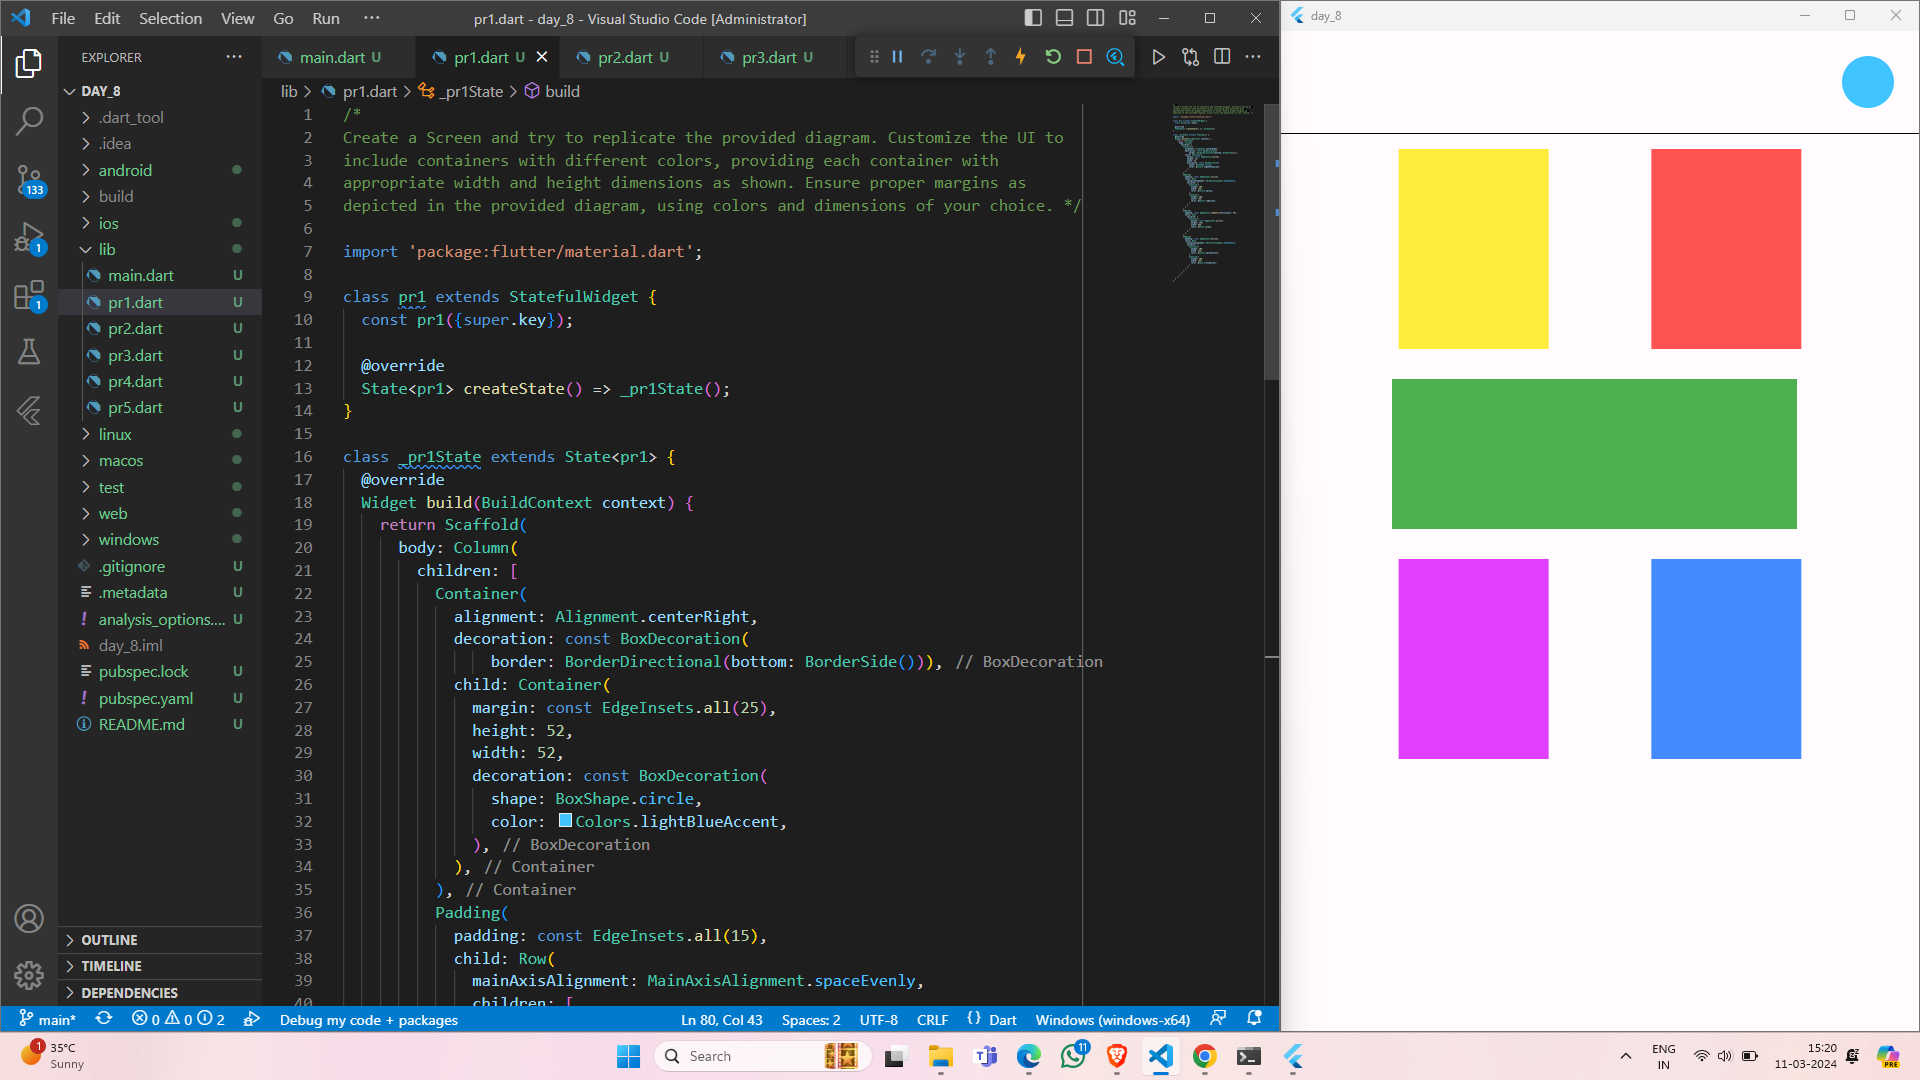 File Edit Selection View Go Run ··· pr1.dart - day_8 - Visual Studio Code [Administrator]
day_8
EXPLORER ···
main.dart U pr1.dart U pr2.dart U pr3.dart U
DAY_8
lib > pr1.dart > _pr1State > build
.dart_tool
.idea
android
build
ios
lib
main.dart U
pr1.dart U
pr2.dart U
pr3.dart U
pr4.dart U
pr5.dart U
linux
macos
test
web
windows
.gitignore U
.metadata U
analysis_options.... U
day_8.iml
pubspec.lock U
pubspec.yaml U
README.md U
OUTLINE
TIMELINE
DEPENDENCIES
133
1
1
1 /*
2 Create a Screen and try to replicate the provided diagram. Customize the UI to
3 include containers with different colors, providing each container with
4 appropriate width and height dimensions as shown. Ensure proper margins as
5 depicted in the provided diagram, using colors and dimensions of your choice. */
6
7 import 'package:flutter/material.dart';
8
9 class pr1 extends StatefulWidget {
10 const pr1({super.key});
11
12 @override
13 State<pr1> createState() => _pr1State();
14 }
15
16 class _pr1State extends State<pr1> {
17 @override
18 Widget build(BuildContext context) {
19 return Scaffold(
20 body: Column(
21 children: [
22 Container(
23 alignment: Alignment.centerRight,
24 decoration: const BoxDecoration(
25 border: BorderDirectional(bottom: BorderSide())), // BoxDecoration
26 child: Container(
27 margin: const EdgeInsets.all(25),
28 height: 52,
29 width: 52,
30 decoration: const BoxDecoration(
31 shape: BoxShape.circle,
32 color: Colors.lightBlueAccent,
33 ), // BoxDecoration
34 ), // Container
35 ), // Container
36 Padding(
37 padding: const EdgeInsets.all(15),
38 child: Row(
39 mainAxisAlignment: MainAxisAlignment.spaceEvenly,
40 children: [
main* 0 0 2 Debug my code + packages Ln 80, Col 43 Spaces: 2 UTF-8 CRLF {} Dart Windows (windows-x64)
1 35°C
Sunny
Search
11
PRE
ENG
IN
15:20
11-03-2024